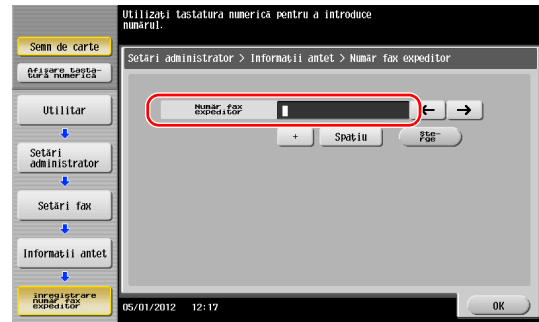 Utilizați tastatura numerică pentru a introduce
numărul.
Semn de carte
Setări administrator > Informații antet > Număr fax expeditor
Afișare tasta-
tură numerică
Utilitar
Număr fax
expeditor
← →
+ Spațiu Şte-
rge
Setări
administrator
Setări fax
Informații antet
înregistrare
număr fax
expeditor
05/01/2012 12:17
OK